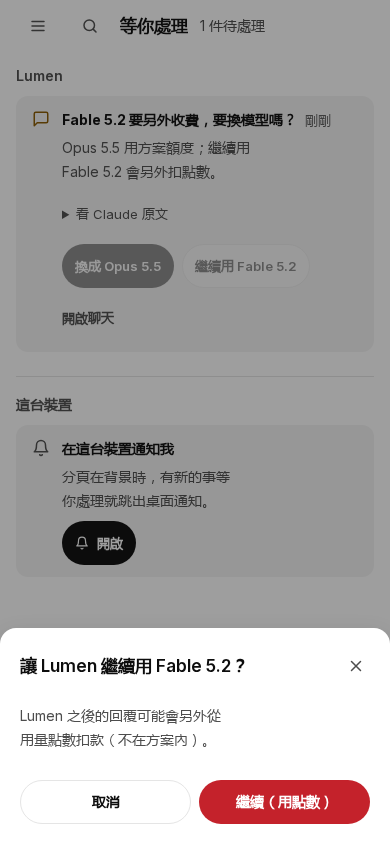 等你處理 1 件待處理
Lumen
Fable 5.2 要另外收費，要換模型嗎？ 剛剛
Opus 5.5 用方案額度；繼續用
Fable 5.2 會另外扣點數。
看 Claude 原文
換成 Opus 5.5 繼續用 Fable 5.2
開啟聊天
這台裝置
在這台裝置通知我
分頁在背景時，有新的事等
你處理就跳出桌面通知。
開啟
讓 Lumen 繼續用 Fable 5.2？
Lumen 之後的回覆可能會另外從
用量點數扣款（不在方案內）。
取消 繼續（用點數）